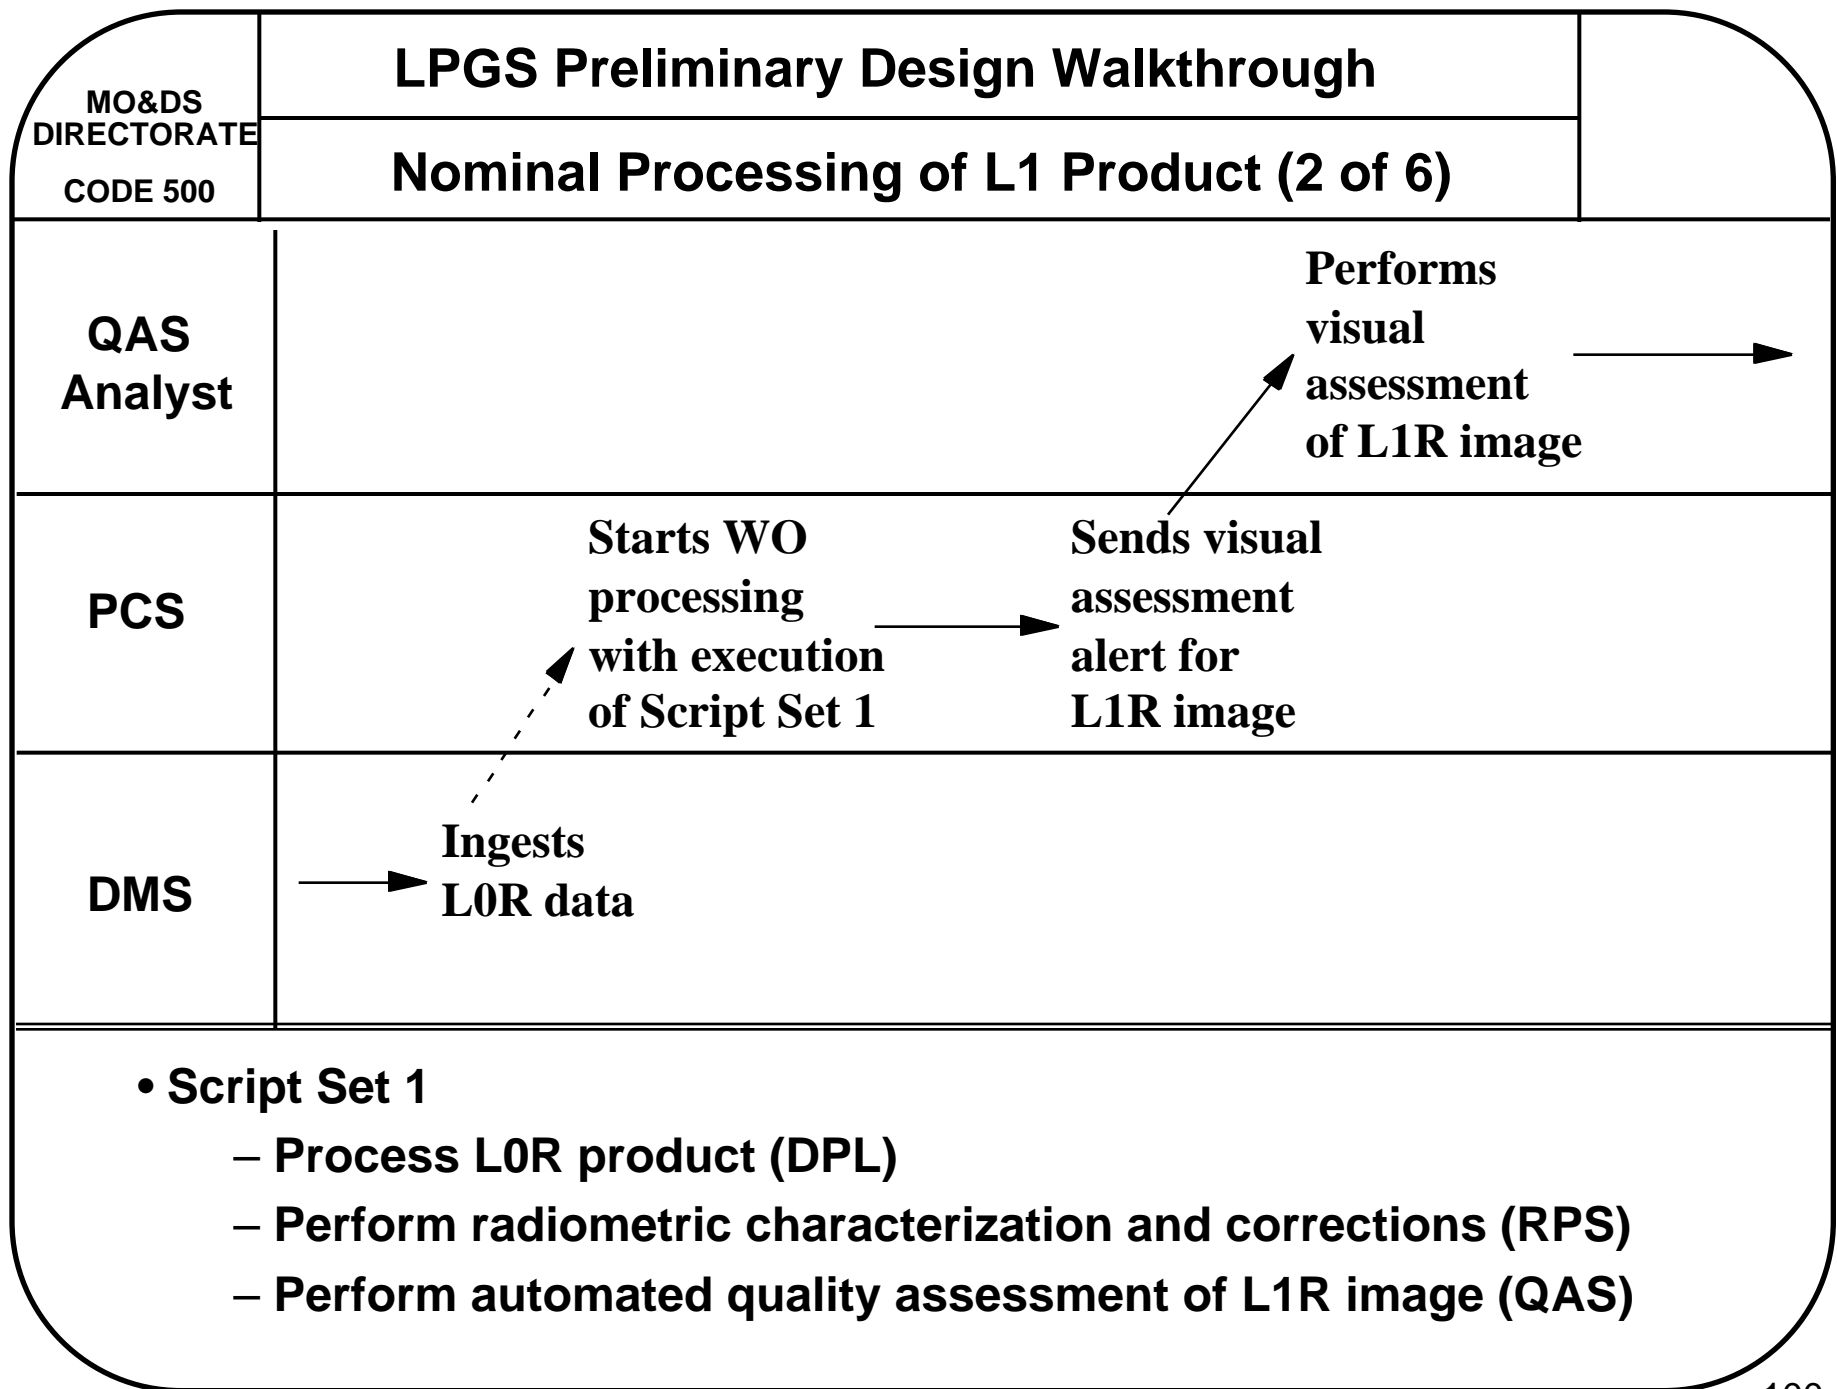 MO&DS
DIRECTORATE
CODE 500
LPGS Preliminary Design Walkthrough
Nominal Processing of L1 Product (2 of 6)
QAS
Analyst
Performs
visual
assessment
of L1R image
PCS
Starts WO
processing
with execution
of Script Set 1
Sends visual
assessment
alert for
L1R image
DMS
Ingests
L0R data
• Script Set 1
– Process L0R product (DPL)
– Perform radiometric characterization and corrections (RPS)
– Perform automated quality assessment of L1R image (QAS)